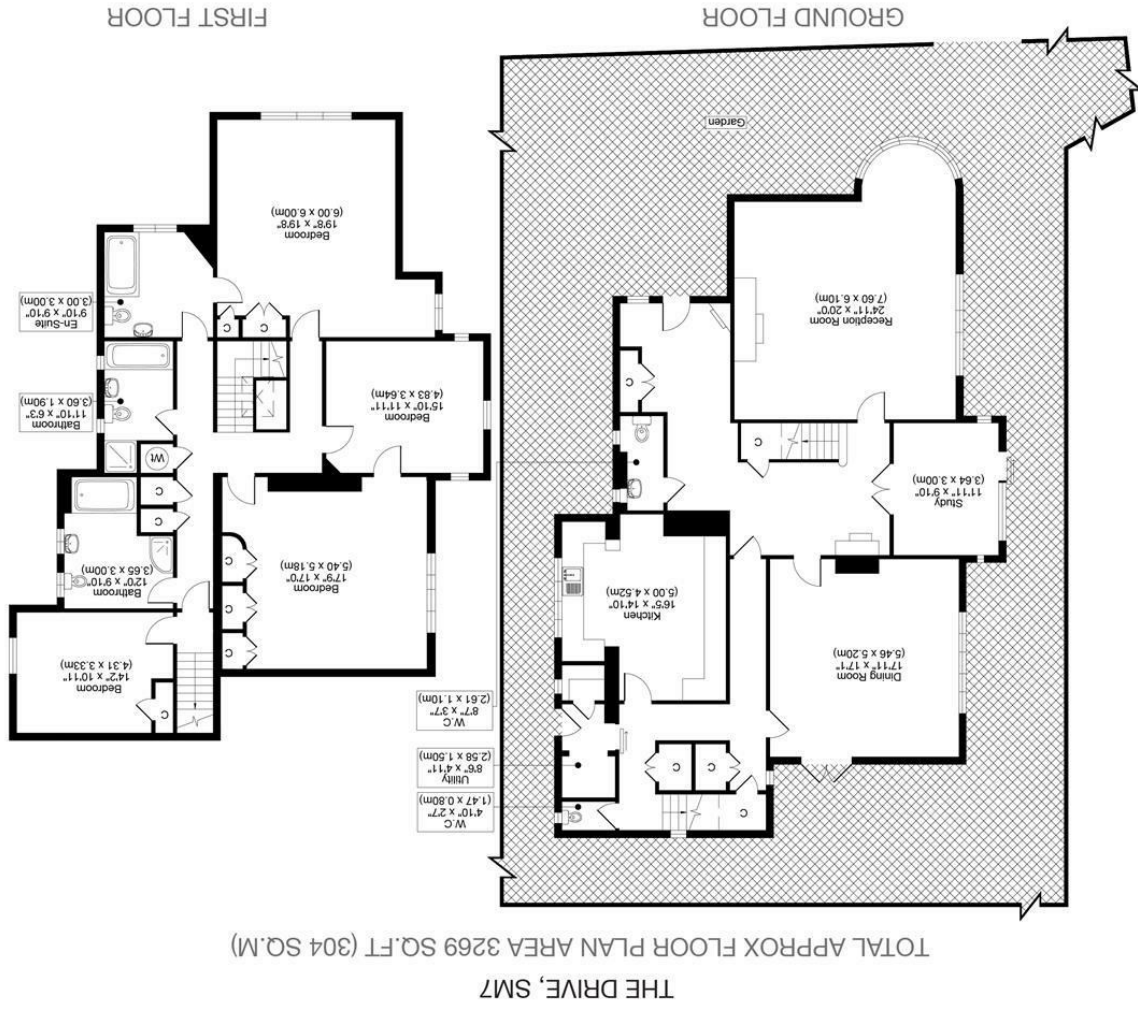 THE DRIVE, SM7
TOTAL APPROX FLOOR PLAN AREA 3269 SQ.FT (304 SQ.M)
C
C
C
W.C
4'10" x 2'7"
(1.47 x 0.80m)
Utility
8'6" x 4'11"
(2.58 x 1.50m)
W.C
8'7" x 3'7"
(2.61 x 1.10m)
Dining Room
17'11" x 17'1"
(5.46 x 5.20m)
Kitchen
16'5" x 14'10"
(5.00 x 4.52m)
Study
11'11" x 9'10"
(3.64 x 3.00m)
C
C
Reception Room
24'11" x 20'0"
(7.60 x 6.10m)
Garden
GROUND FLOOR
C
Bedroom
14'2" x 10'11"
(4.31 x 3.33m)
C
C
C
Bedroom
17'9" x 17'0"
(5.40 x 5.18m)
Bathroom
12'0" x 9'10"
(3.65 x 3.00m)
C
C
Wt
Bedroom
15'10" x 11'11"
(4.83 x 3.64m)
Bathroom
11'10" x 6'3"
(3.60 x 1.90m)
C
C
En-Suite
9'10" x 9'10"
(3.00 x 3.00m)
Bedroom
19'8" x 19'8"
(6.00 x 6.00m)
FIRST FLOOR